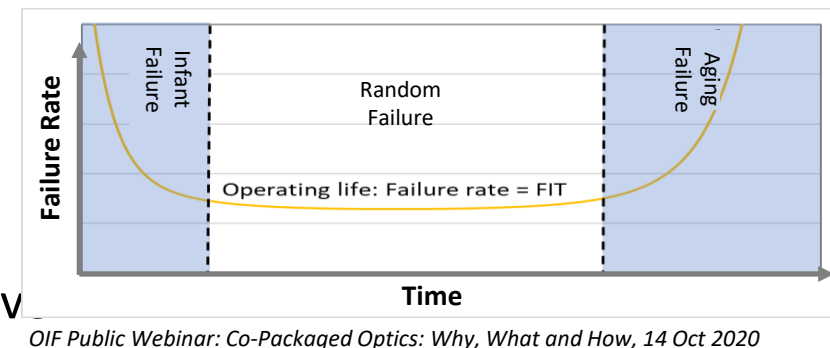 Infant
Failure
Random
Failure
Aging
Failure
Failure Rate
Operating life: Failure rate = FIT
Time
OIF Public Webinar: Co-Packaged Optics: Why, What and How, 14 Oct 2020